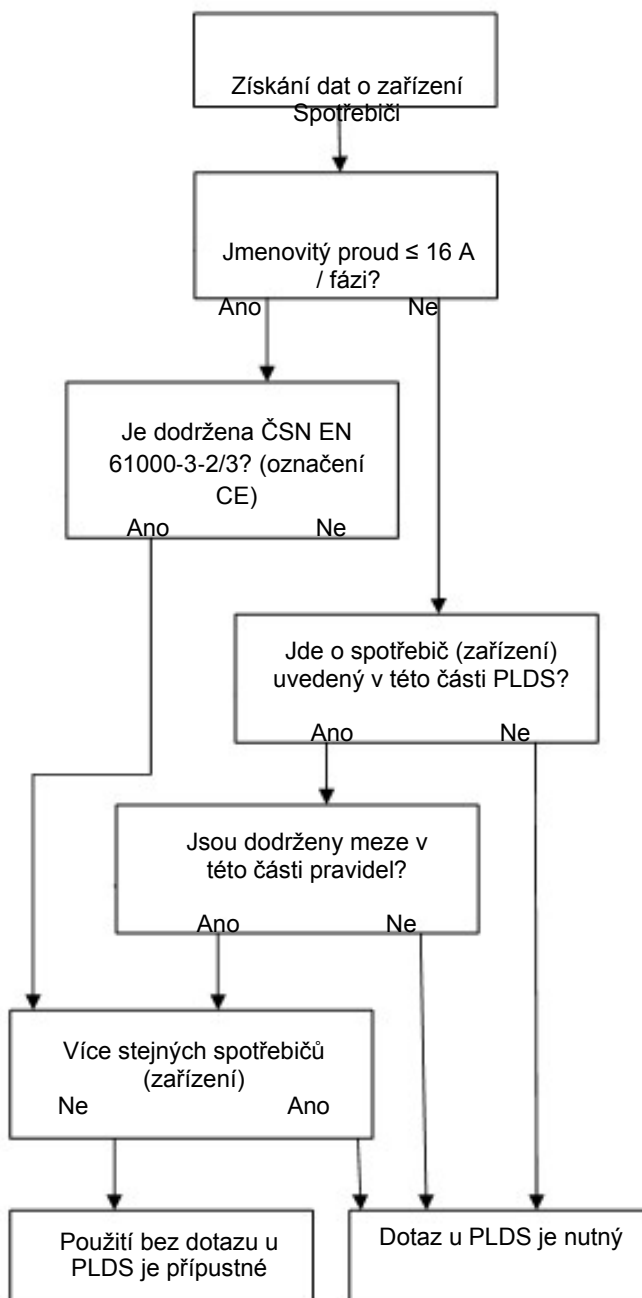 Získání dat o zařízení
Spotřebiči
Jmenovitý proud ≤ 16 A
/ fázi?
Ano Ne
Je dodržena ČSN EN
61000-3-2/3? (označení
CE)
Ano Ne
Jde o spotřebič (zařízení)
uvedený v této části PLDS?
Ano Ne
Jsou dodrženy meze v
této části pravidel?
Ano Ne
Více stejných spotřebičů
(zařízení)
Ne Ano
Použití bez dotazu u
PLDS je přípustné
Dotaz u PLDS je nutný